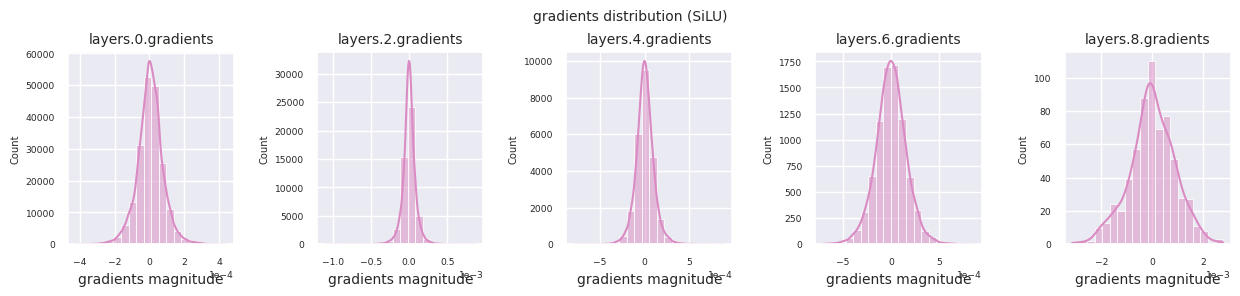 gradients distribution (SiLU)
layers.0.gradients
60000
50000
40000
30000
20000
10000
0
Count
−4
−2
0
2
4
1e−4
gradients magnitude
layers.2.gradients
30000
25000
20000
15000
10000
5000
0
Count
−1.0
−0.5
0.0
0.5
1e−3
gradients magnitude
layers.4.gradients
10000
8000
6000
4000
2000
0
Count
−5
0
5
1e−4
gradients magnitude
layers.6.gradients
1750
1500
1250
1000
750
500
250
0
Count
−5
0
5
1e−4
gradients magnitude
layers.8.gradients
100
80
60
40
20
0
Count
−2
0
2
1e−3
gradients magnitude